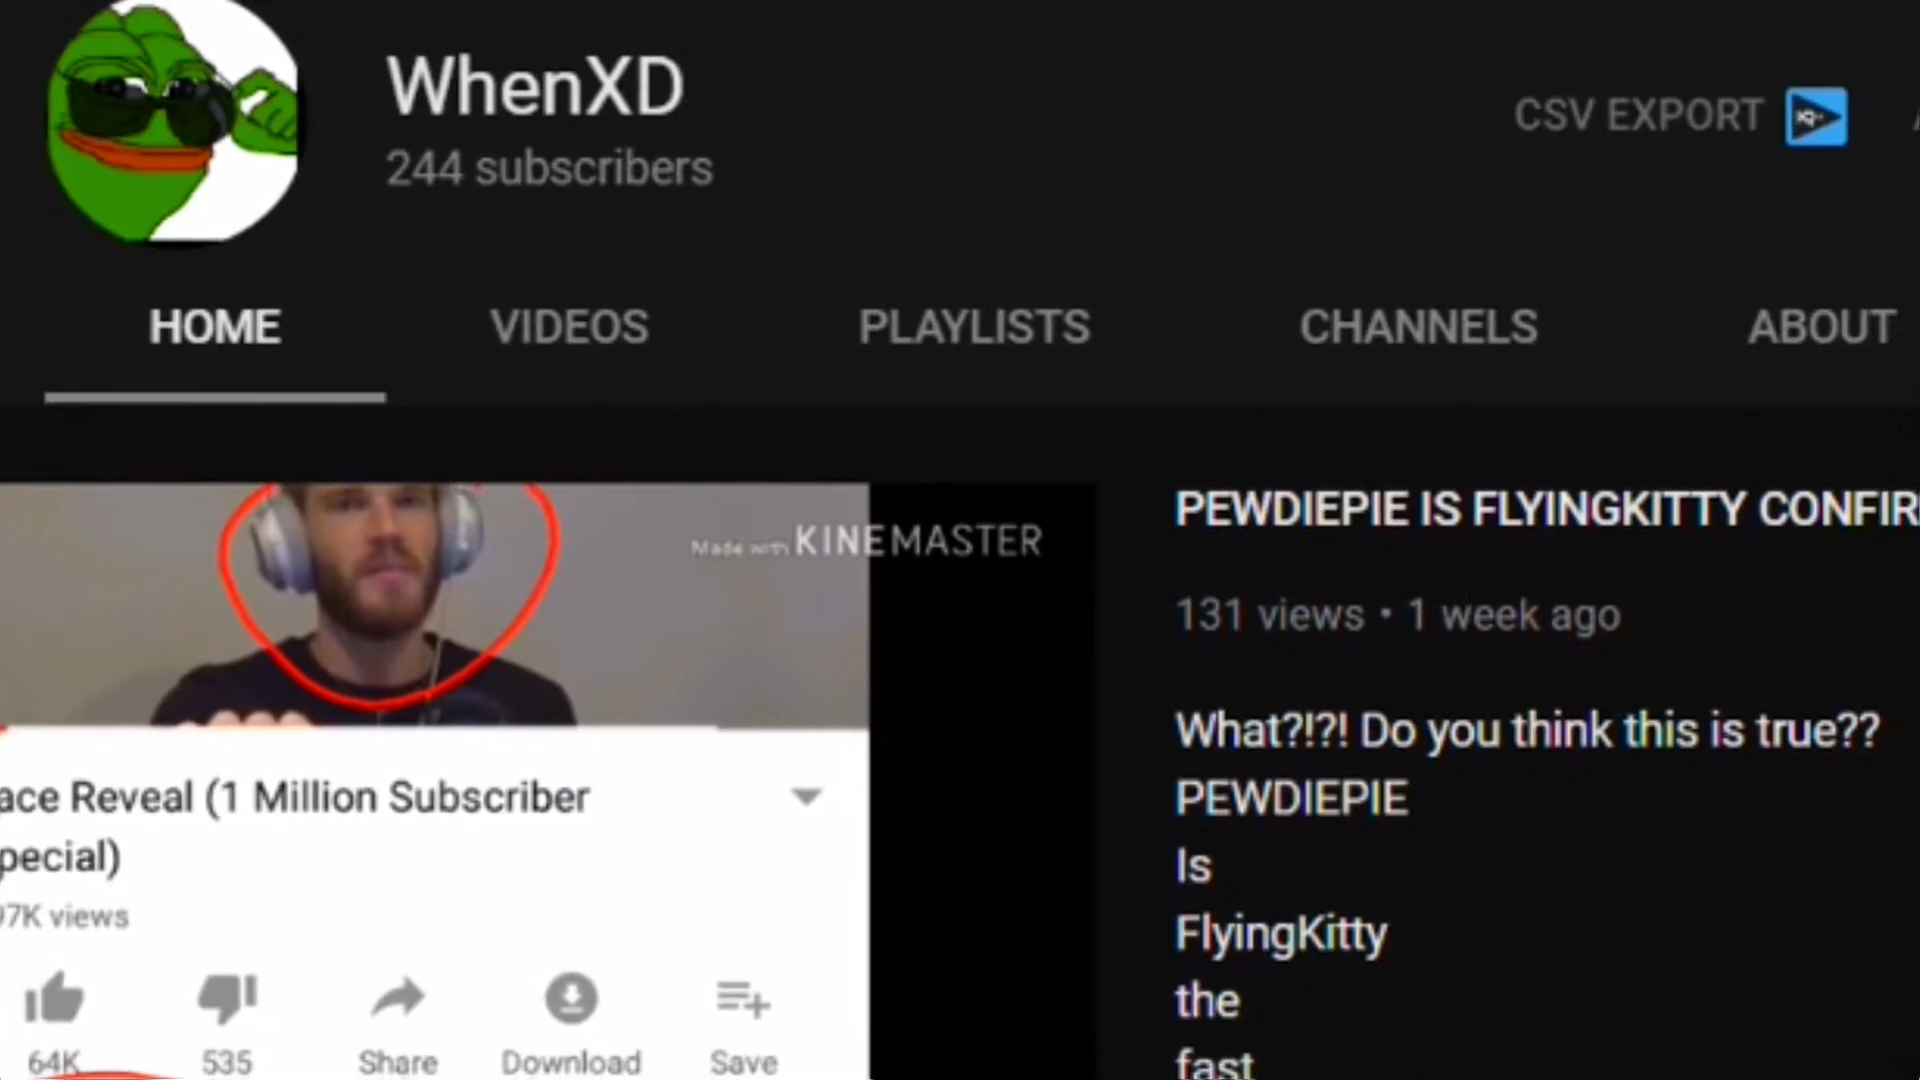 WhenXD
244 subscribers
CSV EXPORT
HOME
VIDEOS
PLAYLISTS
CHANNELS
ABOUT
Made with KINEMASTER
ace Reveal (1 Million Subscriber
pecial)
97K views
64K
535
Share
Download
Save
PEWDIEPIE IS FLYINGKITTY CONFIR
131 views • 1 week ago
What?!?! Do you think this is true??
PEWDIEPIE
Is
FlyingKitty
the
fast